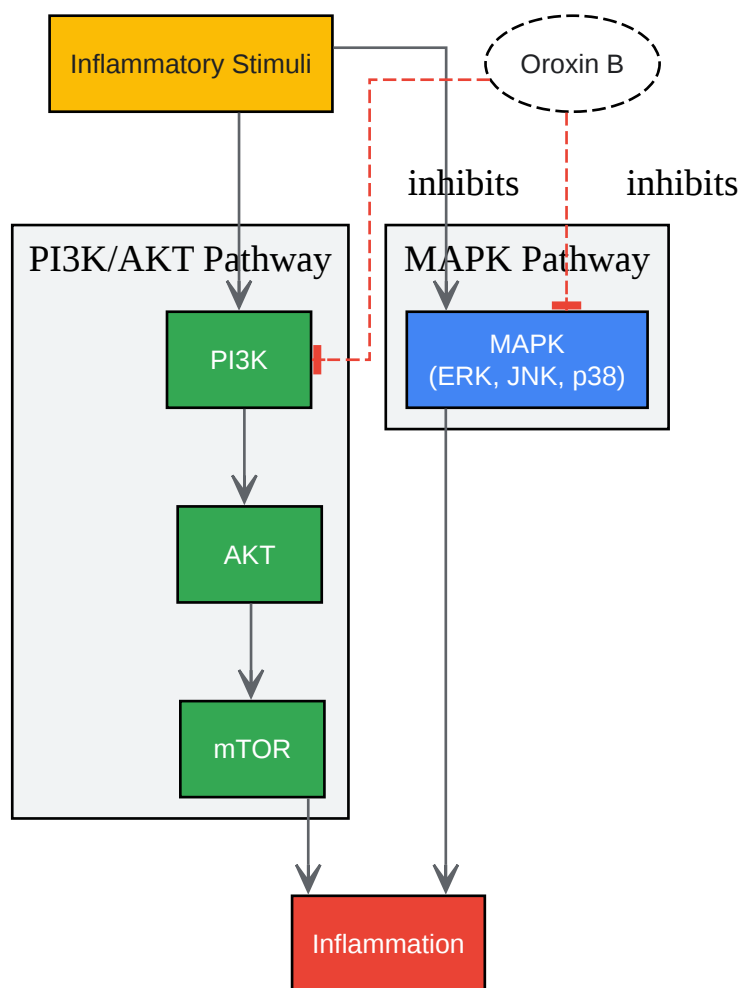 Inflammatory Stimuli
Oroxin B
inhibits
inhibits
PI3K/AKT Pathway
MAPK Pathway
PI3K
MAPK
(ERK, JNK, p38)
AKT
mTOR
Inflammation